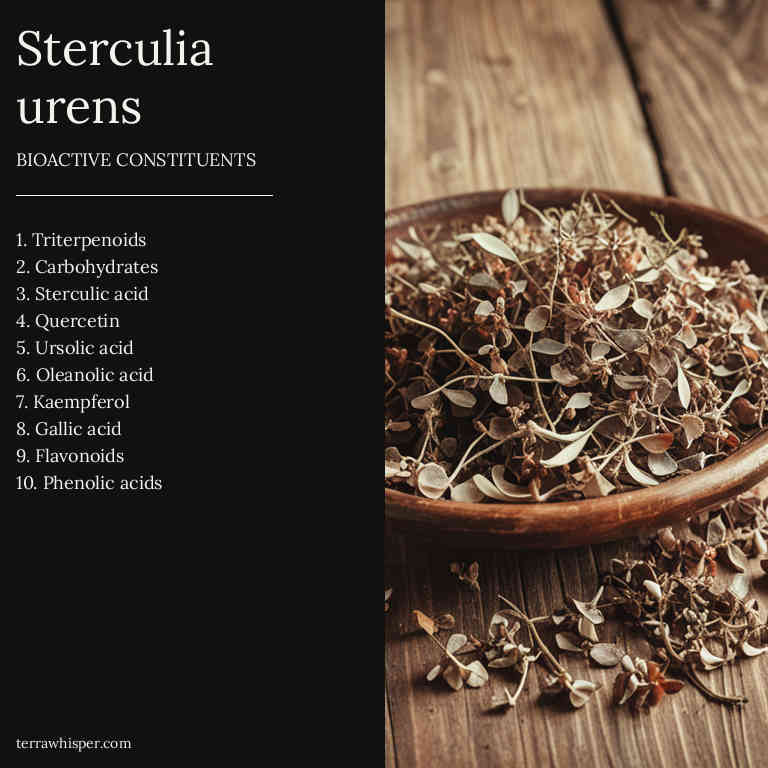 Sterculia
urens
BIOACTIVE CONSTITUENTS
1. Triterpenoids
2. Carbohydrates
3. Sterculic acid
4. Quercetin
5. Ursolic acid
6. Oleanolic acid
7. Kaempferol
8. Gallic acid
9. Flavonoids
10. Phenolic acids
terrawhisper.com